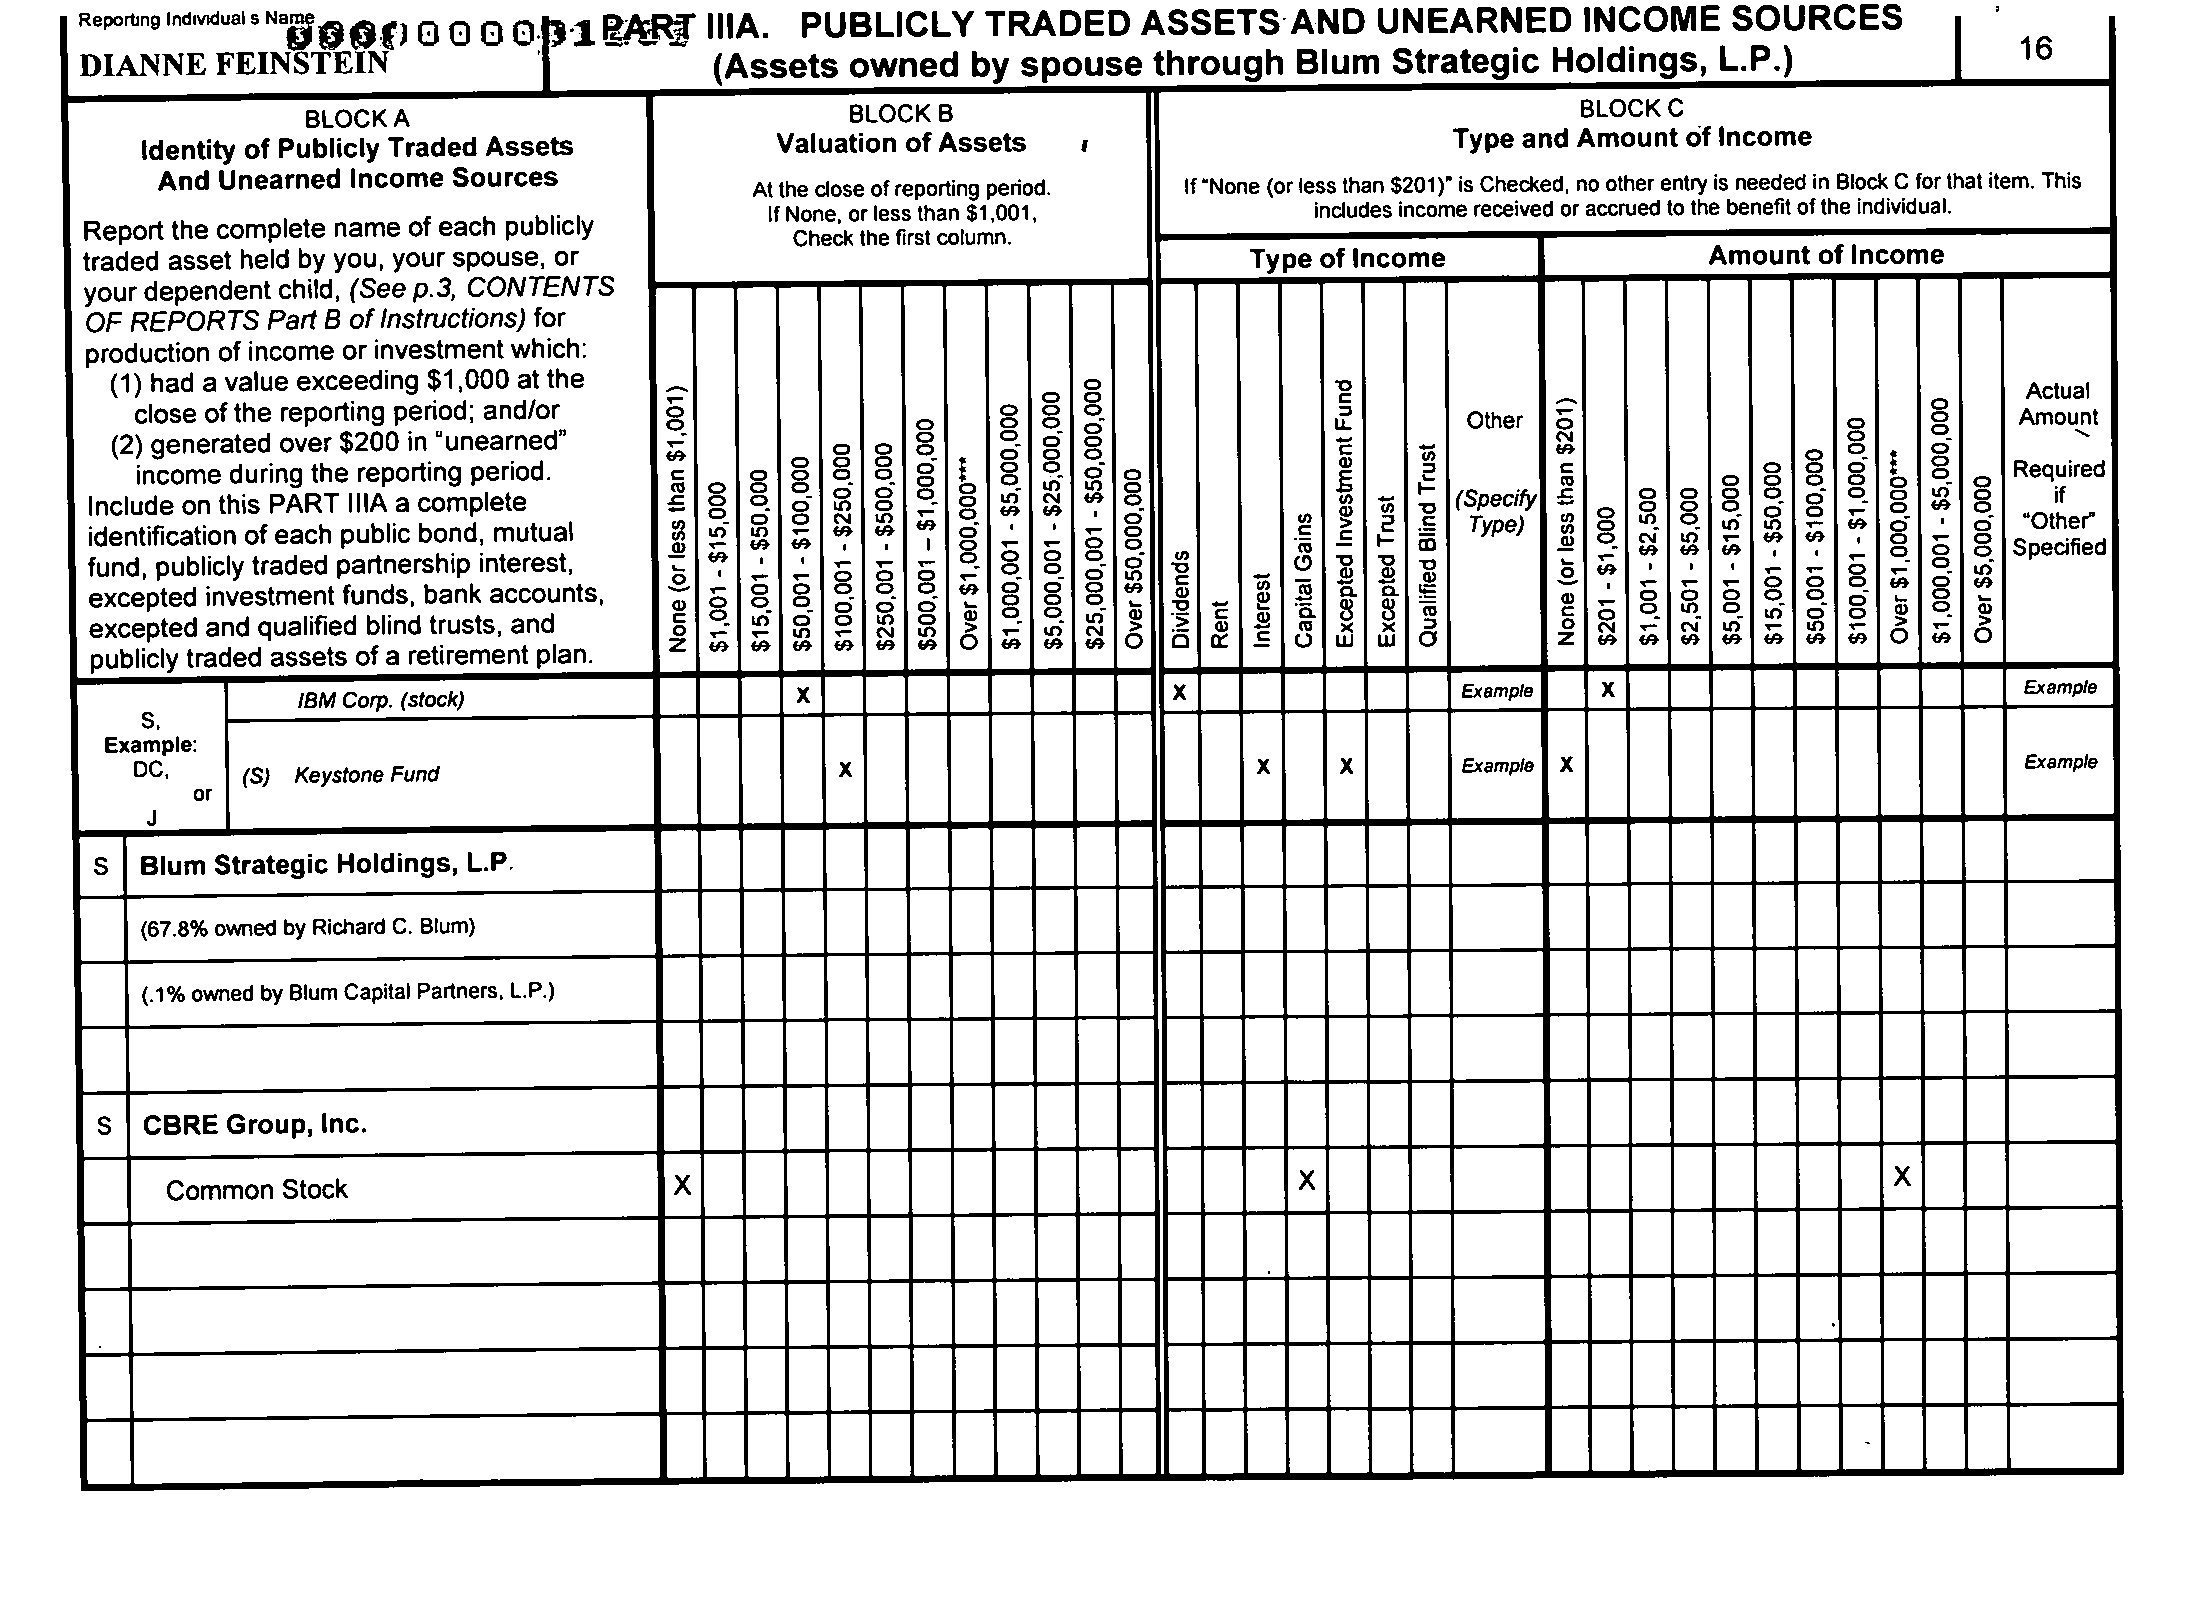 Reporting Individual s Name
DIANNE FEINSTEIN
PART IIIA. PUBLICLY TRADED ASSETS AND UNEARNED INCOME SOURCES
(Assets owned by spouse through Blum Strategic Holdings, L.P.)
16
BLOCK A
Identity of Publicly Traded Assets
And Unearned Income Sources
Report the complete name of each publicly
traded asset held by you, your spouse, or
your dependent child, (See p.3, CONTENTS
OF REPORTS Part B of Instructions) for
production of income or investment which:
(1) had a value exceeding $1,000 at the
close of the reporting period; and/or
(2) generated over $200 in "unearned"
income during the reporting period.
Include on this PART IIIA a complete
identification of each public bond, mutual
fund, publicly traded partnership interest,
excepted investment funds, bank accounts,
excepted and qualified blind trusts, and
publicly traded assets of a retirement plan.
BLOCK B
Valuation of Assets
At the close of reporting period.
If None, or less than $1,001,
Check the first column.
None (or less than $1,001)
$1,001 - $15,000
$15,001 - $50,000
$50,001 - $100,000
$100,001 - $250,000
$250,001 - $500,000
$500,001 – $1,000,000
Over $1,000,000***
$1,000,001 - $5,000,000
$5,000,001 - $25,000,000
$25,000,001 - $50,000,000
Over $50,000,000
BLOCK C
Type and Amount of Income
If "None (or less than $201)" is Checked, no other entry is needed in Block C for that item. This
includes income received or accrued to the benefit of the individual.
Type of Income
Dividends
Rent
Interest
Capital Gains
Excepted Investment Fund
Excepted Trust
Qualified Blind Trust
Other
(Specify
Type)
Amount of Income
None (or less than $201)
$201 - $1,000
$1,001 - $2,500
$2,501 - $5,000
$5,001 - $15,000
$15,001 - $50,000
$50,001 - $100,000
$100,001 - $1,000,000
Over $1,000,000***
$1,000,001 - $5,000,000
Over $5,000,000
Actual
Amount
Required
if
"Other"
Specified
S,
Example:
DC,
or
J
IBM Corp. (stock) X X Example X Example
(S) Keystone Fund X X X Example X Example
S Blum Strategic Holdings, L.P.
(67.8% owned by Richard C. Blum)
(.1% owned by Blum Capital Partners, L.P.)
S CBRE Group, Inc.
Common Stock X X X